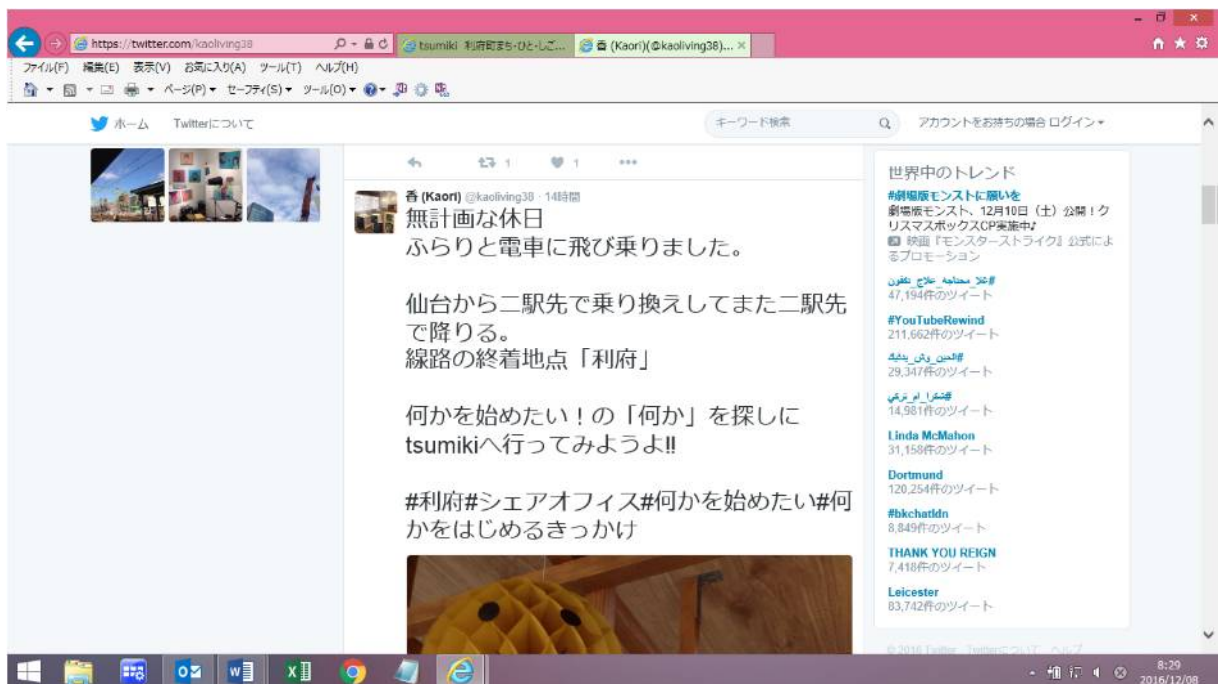 https://twitter.com/kaoliving38
tsumiki 利府町まち・ひと・しご...
香 (Kaori)(@kaoliving38)...
ファイル(F) 編集(E) 表示(V) お気に入り(A) ツール(T) ヘルプ(H)
ページ(P) セーフティ(S) ツール(O)
ホーム Twitterについて
キーワード検索
アカウントをお持ちの場合 ログイン
1 1
香 (Kaori) @kaoliving38 · 14時間
無計画な休日
ふらりと電車に飛び乗りました。
仙台から二駅先で乗り換えしてまた二駅先
で降りる。
線路の終着地点「利府」
何かを始めたい！の「何か」を探しに
tsumikiへ行ってみようよ!!
#利府#シェアオフィス#何かを始めたい#何
かをはじめるきっかけ
世界中のトレンド
#劇場版モンストに願いを
劇場版モンスト、12月10日（土）公開！ク
リスマスボックスCP実施中♪
映画『モンスターストライク』公式によ
るプロモーション
47,194件のツイート
#YouTubeRewind
211,662件のツイート
29,347件のツイート
14,981件のツイート
Linda McMahon
31,158件のツイート
Dortmund
120,254件のツイート
#bkchatldn
8,849件のツイート
THANK YOU REIGN
7,418件のツイート
Leicester
83,742件のツイート
© 2016 Twitter Twitterについて ヘルプ
8:29
2016/12/08